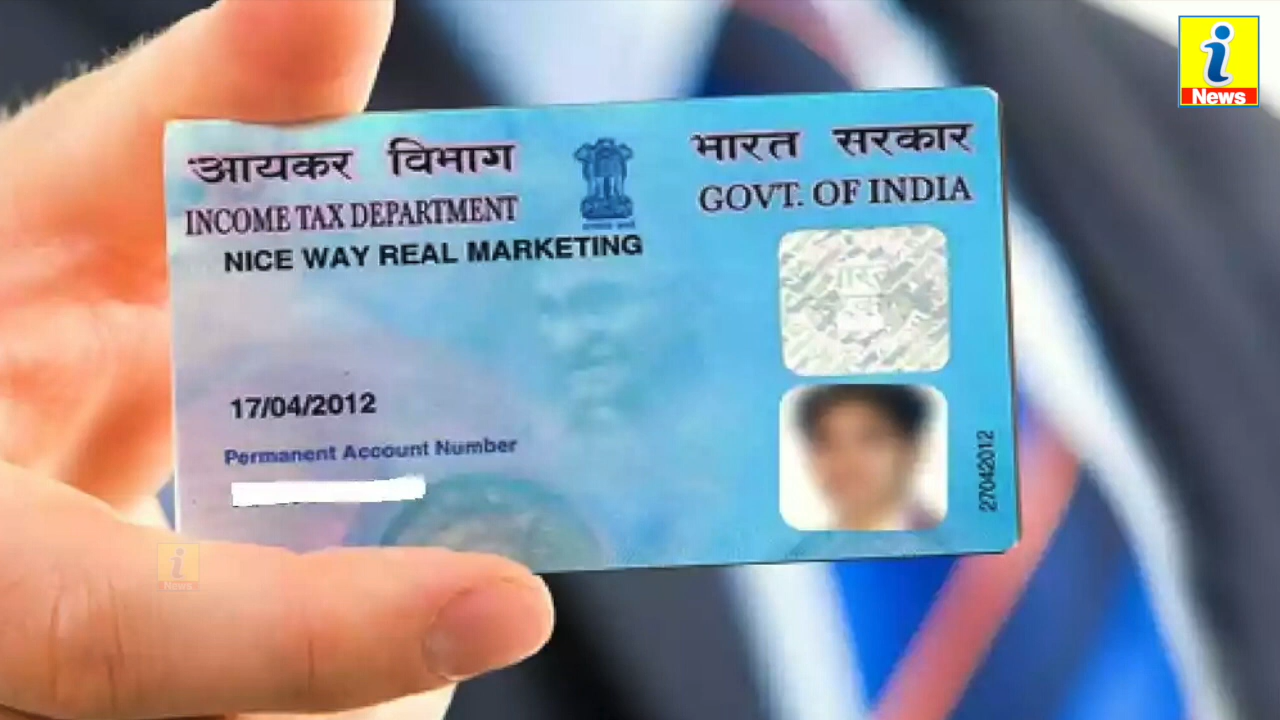 i
News
आयकर विभाग
भारत सरकार
INCOME TAX DEPARTMENT
GOVT. OF INDIA
NICE WAY REAL MARKETING
17/04/2012
Permanent Account Number
27042012
i
News